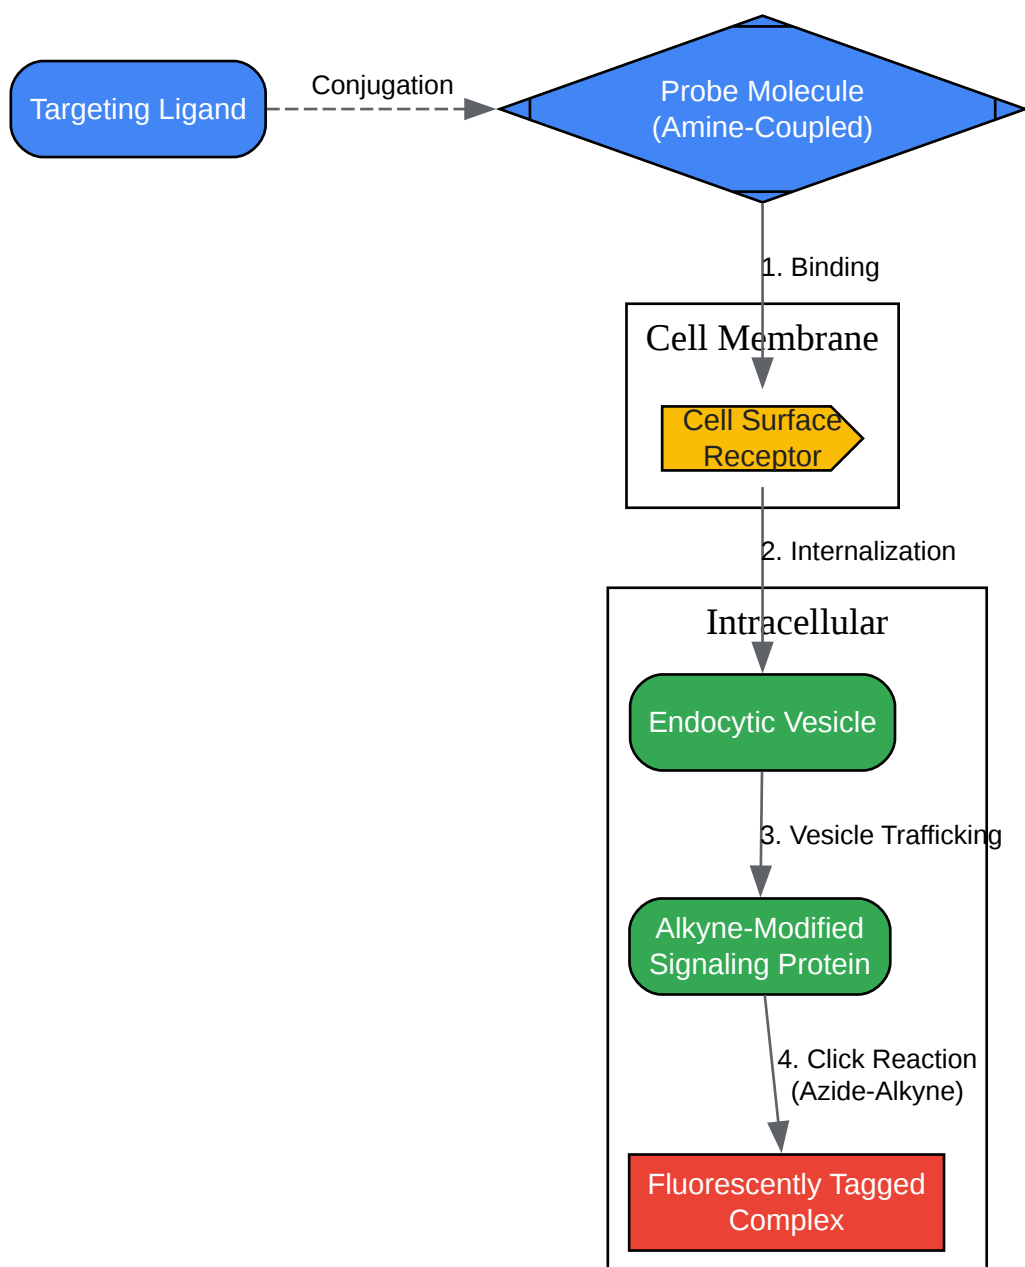 Targeting Ligand
Conjugation
Probe Molecule
(Amine-Coupled)
1. Binding
Cell Membrane
Cell Surface
Receptor
2. Internalization
Intracellular
Endocytic Vesicle
3. Vesicle Trafficking
Alkyne-Modified
Signaling Protein
4. Click Reaction
(Azide-Alkyne)
Fluorescently Tagged
Complex